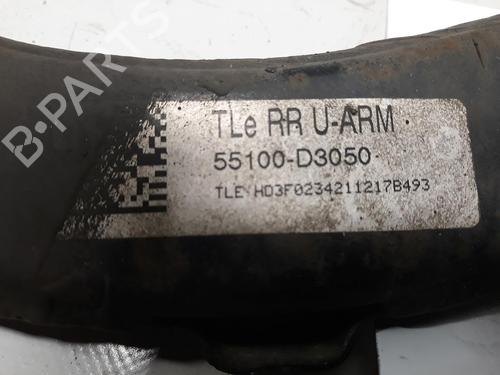 B-PARTS
TLe RR U-ARM
55100-D3050
TLE HD3F0234211217B493